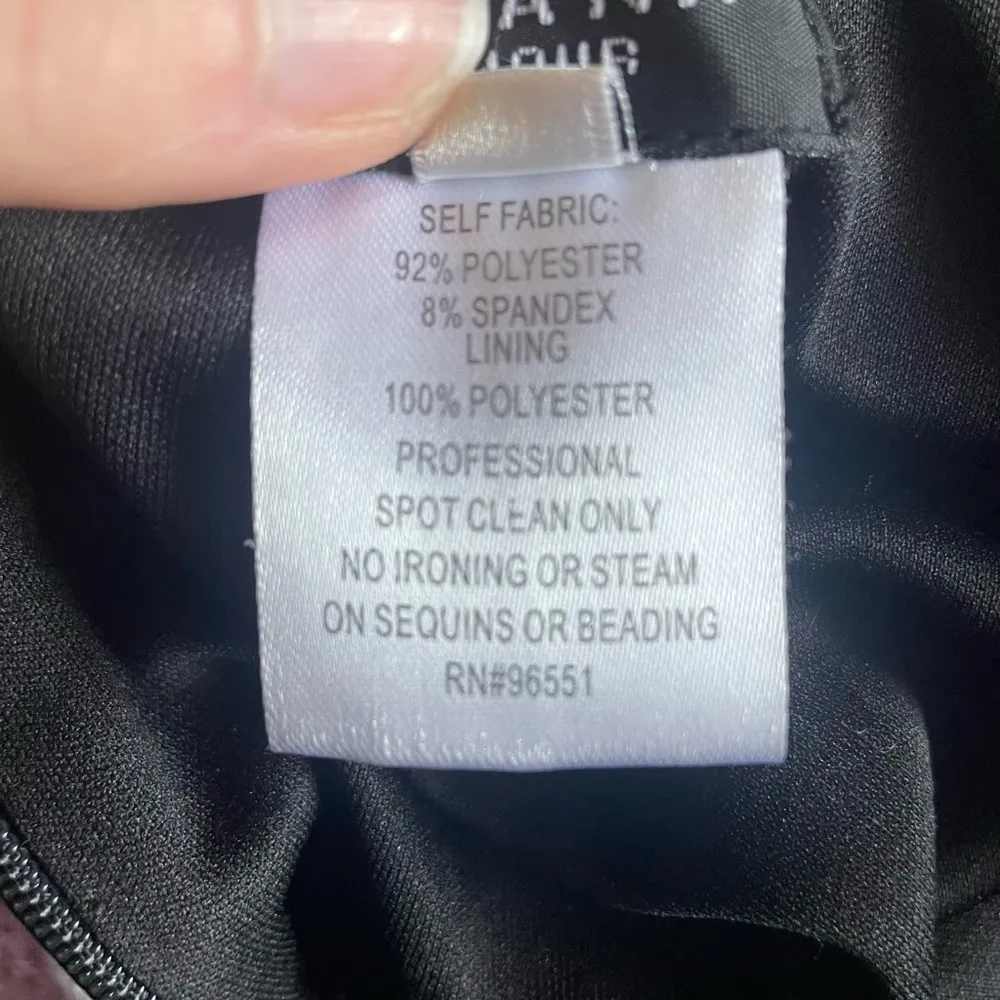 SELF FABRIC:
92% POLYESTER
8% SPANDEX
LINING
100% POLYESTER
PROFESSIONAL
SPOT CLEAN ONLY
NO IRONING OR STEAM
ON SEQUINS OR BEADING
RN#96551